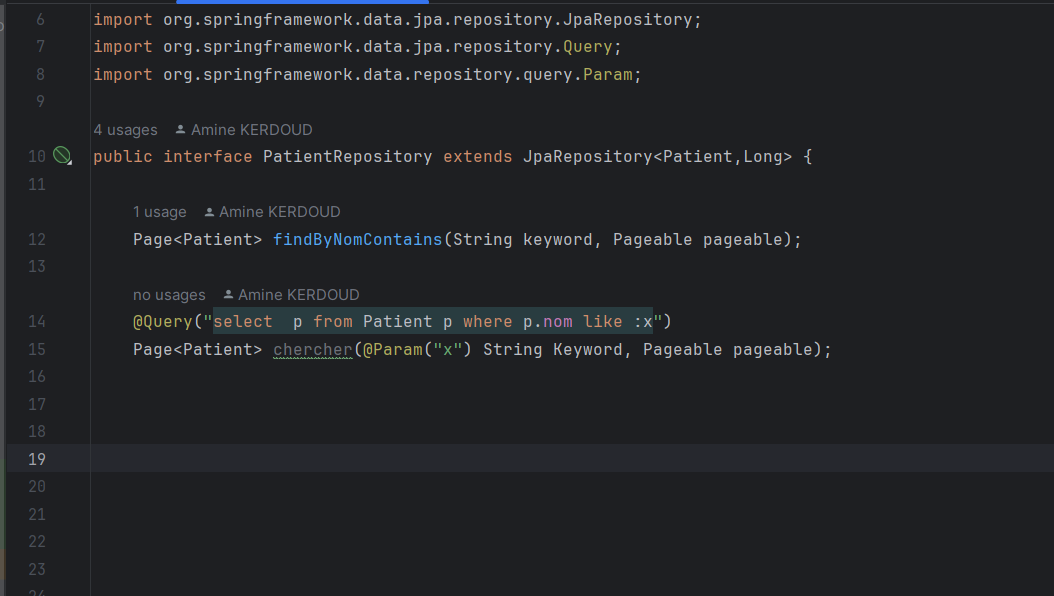 6 import org.springframework.data.jpa.repository.JpaRepository;
7 import org.springframework.data.jpa.repository.Query;
8 import org.springframework.data.repository.query.Param;
9
4 usages Amine KERDOUD
10 public interface PatientRepository extends JpaRepository<Patient,Long> {
11
1 usage Amine KERDOUD
12 Page<Patient> findByNomContains(String keyword, Pageable pageable);
13
no usages Amine KERDOUD
14 @Query("select  p from Patient p where p.nom like :x")
15 Page<Patient> chercher(@Param("x") String Keyword, Pageable pageable);
16
17
18
19
20
21
22
23
24